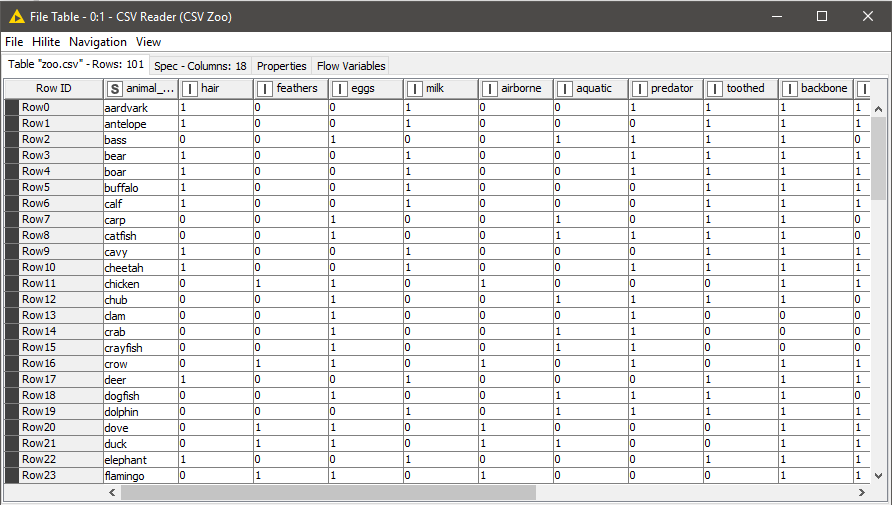 File Table - 0:1 - CSV Reader (CSV Zoo)
File Hilite Navigation View
Table "zoo.csv" - Rows: 101 Spec - Columns: 18 Properties Flow Variables
Row ID S animal_... I hair I feathers I eggs I milk I airborne I aquatic I predator I toothed I backbone I
Row0 aardvark 1 0 0 1 0 0 1 1 1 1
Row1 antelope 1 0 0 1 0 0 0 1 1 1
Row2 bass 0 0 1 0 0 1 1 1 1 0
Row3 bear 1 0 0 1 0 0 1 1 1 1
Row4 boar 1 0 0 1 0 0 1 1 1 1
Row5 buffalo 1 0 0 1 0 0 0 1 1 1
Row6 calf 1 0 0 1 0 0 0 1 1 1
Row7 carp 0 0 1 0 0 1 0 1 1 0
Row8 catfish 0 0 1 0 0 1 1 1 1 0
Row9 cavy 1 0 0 1 0 0 0 1 1 1
Row10 cheetah 1 0 0 1 0 0 1 1 1 1
Row11 chicken 0 1 1 0 1 0 0 0 1 1
Row12 chub 0 0 1 0 0 1 1 1 1 0
Row13 clam 0 0 1 0 0 0 1 0 0 0
Row14 crab 0 0 1 0 0 1 1 0 0 0
Row15 crayfish 0 0 1 0 0 1 1 0 0 0
Row16 crow 0 1 1 0 1 0 1 0 1 1
Row17 deer 1 0 0 1 0 0 0 1 1 1
Row18 dogfish 0 0 1 0 0 1 1 1 1 0
Row19 dolphin 0 0 0 1 0 1 1 1 1 1
Row20 dove 0 1 1 0 1 0 0 0 1 1
Row21 duck 0 1 1 0 1 1 0 0 1 1
Row22 elephant 1 0 0 1 0 0 0 1 1 1
Row23 flamingo 0 1 1 0 1 0 0 0 1 1